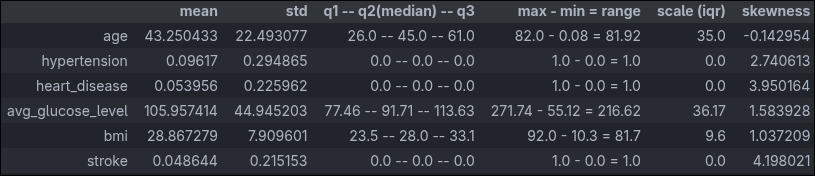 mean std q1 -- q2(median) -- q3 max - min = range scale (iqr) skewness
age 43.250433 22.493077 26.0 -- 45.0 -- 61.0 82.0 - 0.08 = 81.92 35.0 -0.142954
hypertension 0.09617 0.294865 0.0 -- 0.0 -- 0.0 1.0 - 0.0 = 1.0 0.0 2.740613
heart_disease 0.053956 0.225962 0.0 -- 0.0 -- 0.0 1.0 - 0.0 = 1.0 0.0 3.950164
avg_glucose_level 105.957414 44.945203 77.46 -- 91.71 -- 113.63 271.74 - 55.12 = 216.62 36.17 1.583928
bmi 28.867279 7.909601 23.5 -- 28.0 -- 33.1 92.0 - 10.3 = 81.7 9.6 1.037209
stroke 0.048644 0.215153 0.0 -- 0.0 -- 0.0 1.0 - 0.0 = 1.0 0.0 4.198021